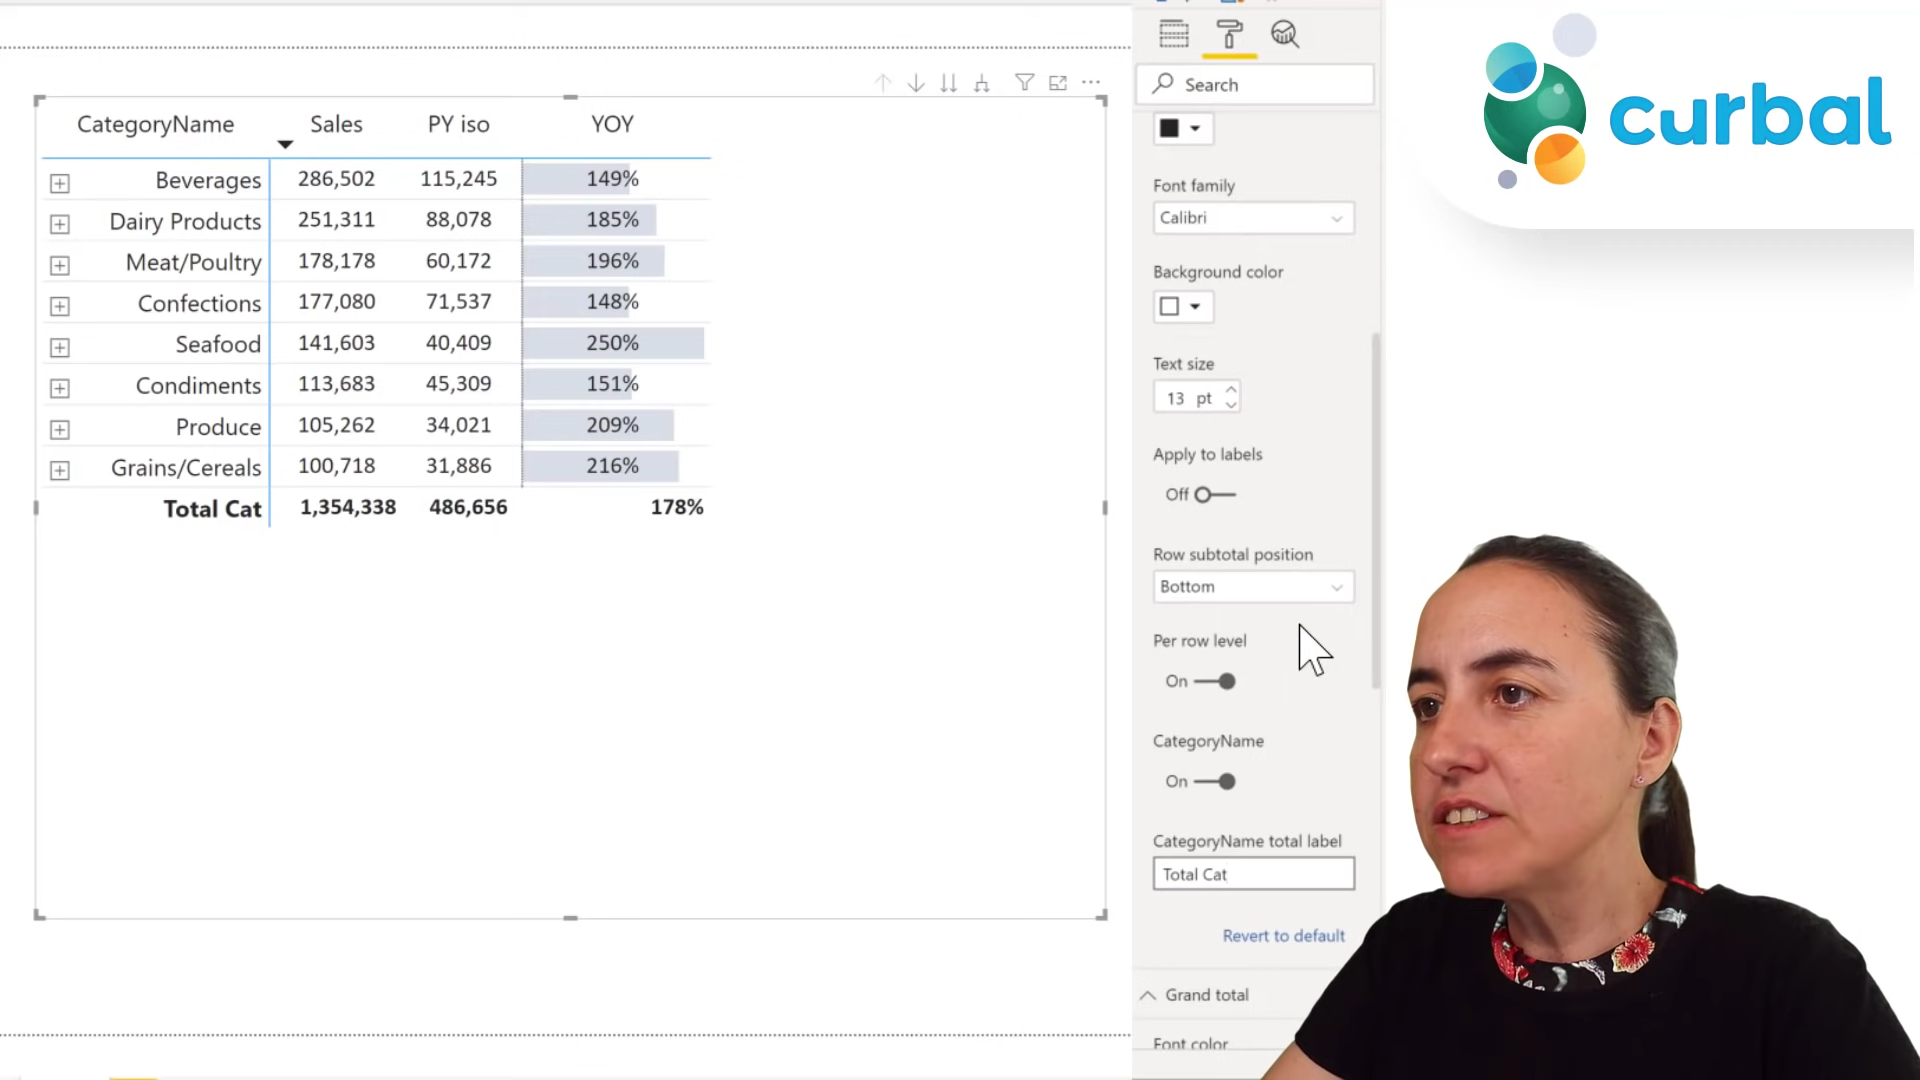 CategoryName Sales PY iso YOY
Beverages 286,502 115,245 149%
Dairy Products 251,311 88,078 185%
Meat/Poultry 178,178 60,172 196%
Confections 177,080 71,537 148%
Seafood 141,603 40,409 250%
Condiments 113,683 45,309 151%
Produce 105,262 34,021 209%
Grains/Cereals 100,718 31,886 216%
Total Cat 1,354,338 486,656 178%
Search
Font family
Calibri
Background color
Text size
13 pt
Apply to labels
Off
Row subtotal position
Bottom
Per row level
On
CategoryName
On
CategoryName total label
Total Cat
Revert to default
Grand total
Font color
curbal